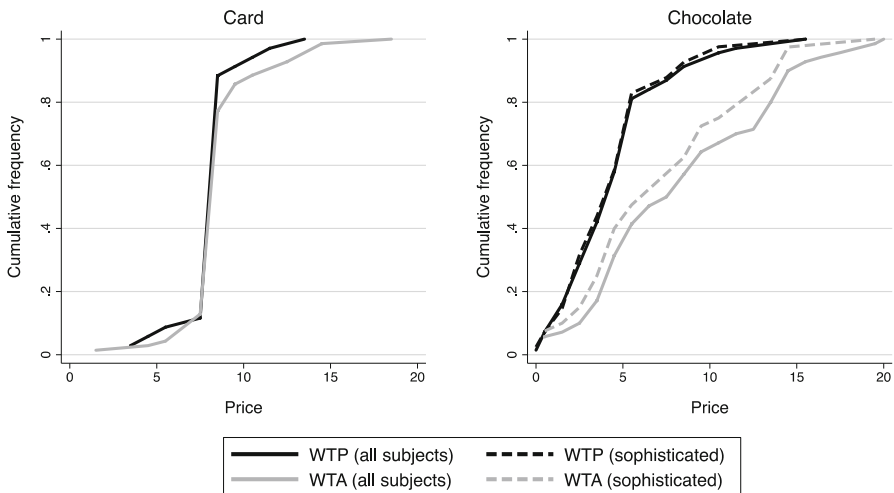 Card
Cumulative frequency
0 .2 .4 .6 .8 1
0 5 10 15 20
Price
Chocolate
Cumulative frequency
0 .2 .4 .6 .8 1
0 5 10 15 20
Price
WTP (all subjects) WTP (sophisticated)
WTA (all subjects) WTA (sophisticated)